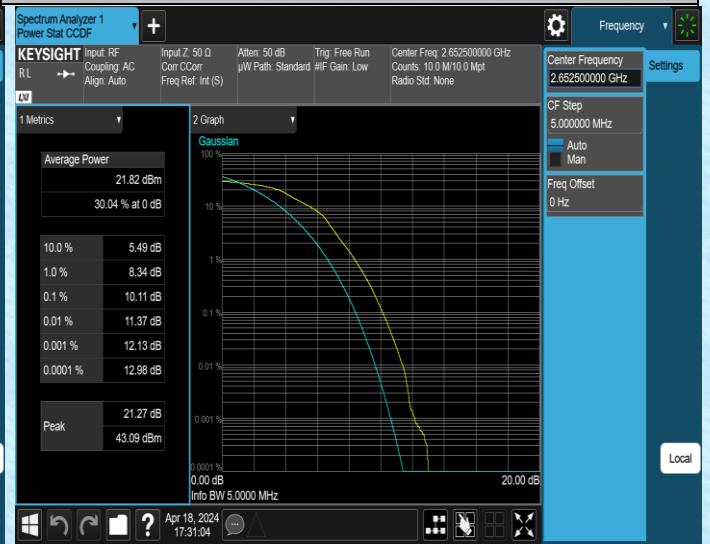 Spectrum Analyzer 1
Power Stat CCDF
Frequency
KEYSIGHT
RL
LXI
Input: RF
Coupling: AC
Align: Auto
Input Z: 50 Ω
Corr CCorr
Freq Ref: Int (S)
Atten: 50 dB
µW Path: Standard
Trig: Free Run
#IF Gain: Low
Center Freq: 2.652500000 GHz
Counts: 10.0 M/10.0 Mpt
Radio Std: None
Center Frequency
2.652500000 GHz
Settings
CF Step
5.000000 MHz
Auto
Man
Freq Offset
0 Hz
1 Metrics
Average Power
21.82 dBm
30.04 % at 0 dB
10.0 % 5.49 dB
1.0 % 8.34 dB
0.1 % 10.11 dB
0.01 % 11.37 dB
0.001 % 12.13 dB
0.0001 % 12.98 dB
Peak
21.27 dB
43.09 dBm
2 Graph
Gaussian
100 %
10 %
1 %
0.1 %
0.01 %
0.001 %
0.0001 %
0.00 dB 20.00 dB
Info BW 5.0000 MHz
Local
?
Apr 18, 2024
17:31:04